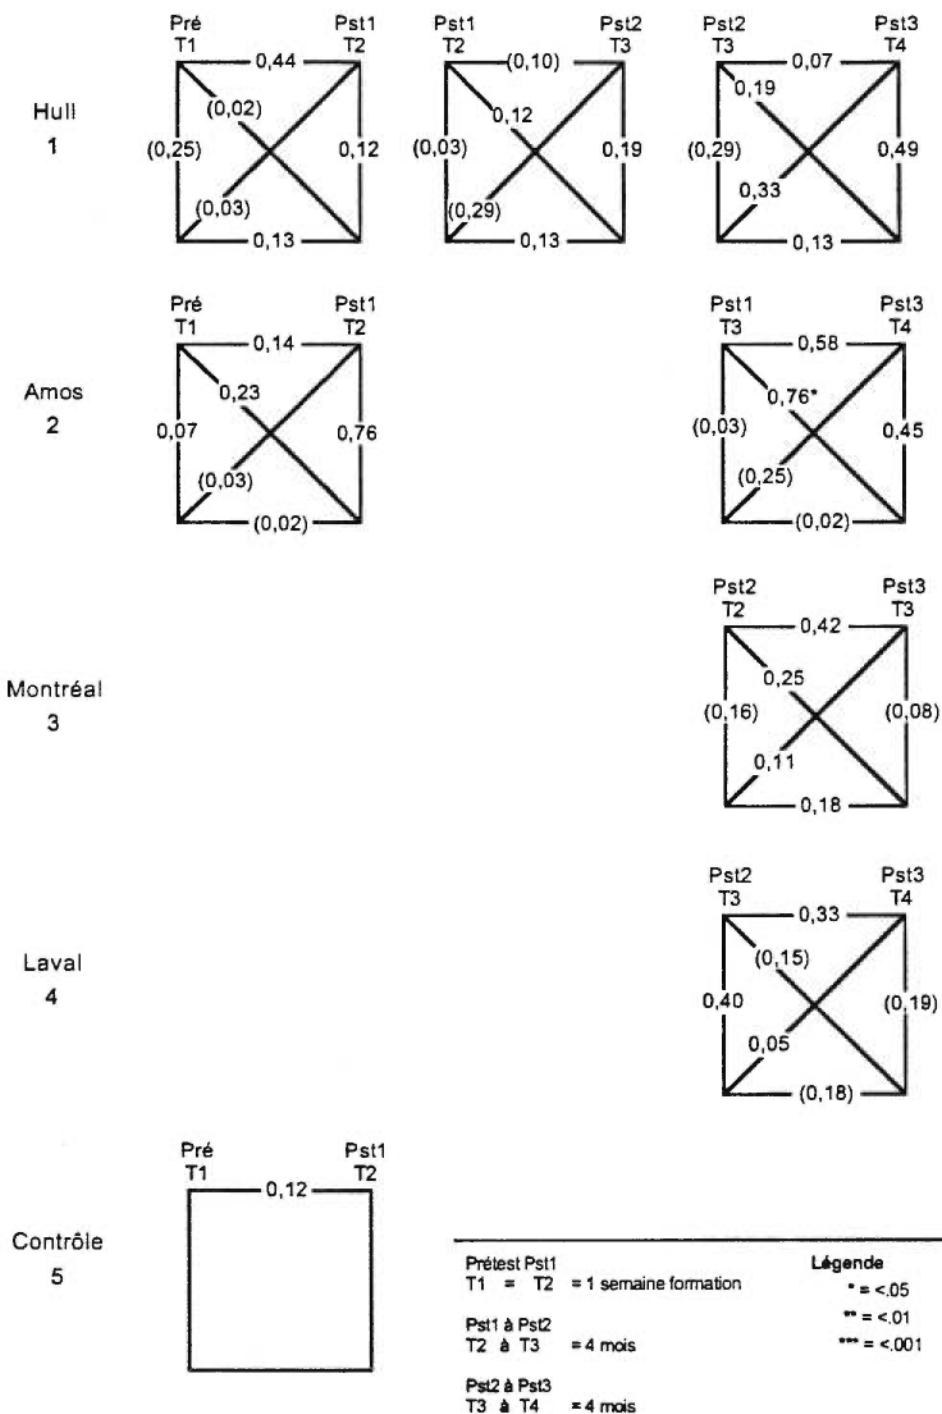 Pré Pst1 Pst1 Pst2 Pst2 Pst3
T1 T2 T2 T3 T3 T4
0,44 (0,10) 0,07
(0,02) 0,12 0,19
Hull
1
(0,25) 0,12 (0,03) 0,19 (0,29) 0,49
(0,03) (0,29) 0,33
0,13 0,13 0,13
Pré Pst1 Pst1 Pst3
T1 T2 T3 T4
0,14 0,58
0,23 0,76*
Amos
2
0,07 0,76 (0,03) 0,45
(0,03) (0,25)
(0,02) (0,02)
Pst2 Pst3
T2 T3
0,42
0,25
Montréal
3
(0,16) (0,08)
0,11
0,18
Pst2 Pst3
T3 T4
0,33
(0,15)
Laval
4
0,40 (0,19)
0,05
(0,18)
Pré Pst1
T1 T2
0,12
Contrôle
5
Prétest Pst1
T1 = T2 = 1 semaine formation
Pst1 à Pst2
T2 à T3 = 4 mois
Pst2 à Pst3
T3 à T4 = 4 mois
Légende
* = <.05
** = <.01
*** = <.001